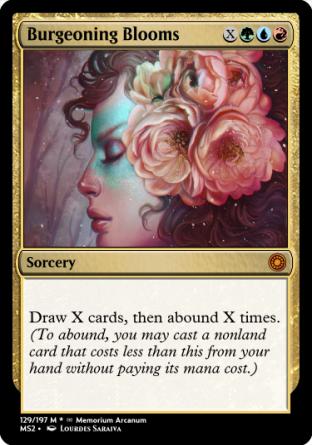 Burgeoning Blooms X
Sorcery
Draw X cards, then abound X times.
(To abound, you may cast a nonland
card that costs less than this from your
hand without paying its mana cost.)
129/197 M * ∞ Memorium Arcanum
MS2 • Lourdes Saraiva